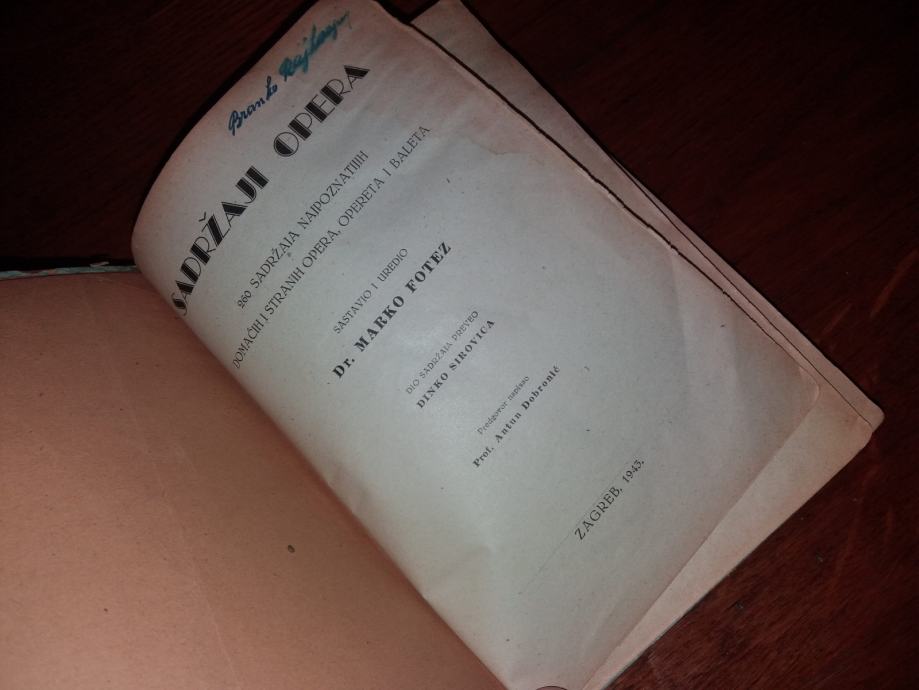 Branko
SADRŽAJI OPERA
260 SADRŽAJA NAJPOZNATIJIH
DOMAĆIH I STRANIH OPERA, OPERETA I BALETA
SASTAVIO I UREDIO
Dr. MARKO FOTEZ
DIO SADRŽAJA PREVEO
DINKO SIROVICA
Predgovor napisao
Prof. Antun Dobronić
ZAGREB, 1943.